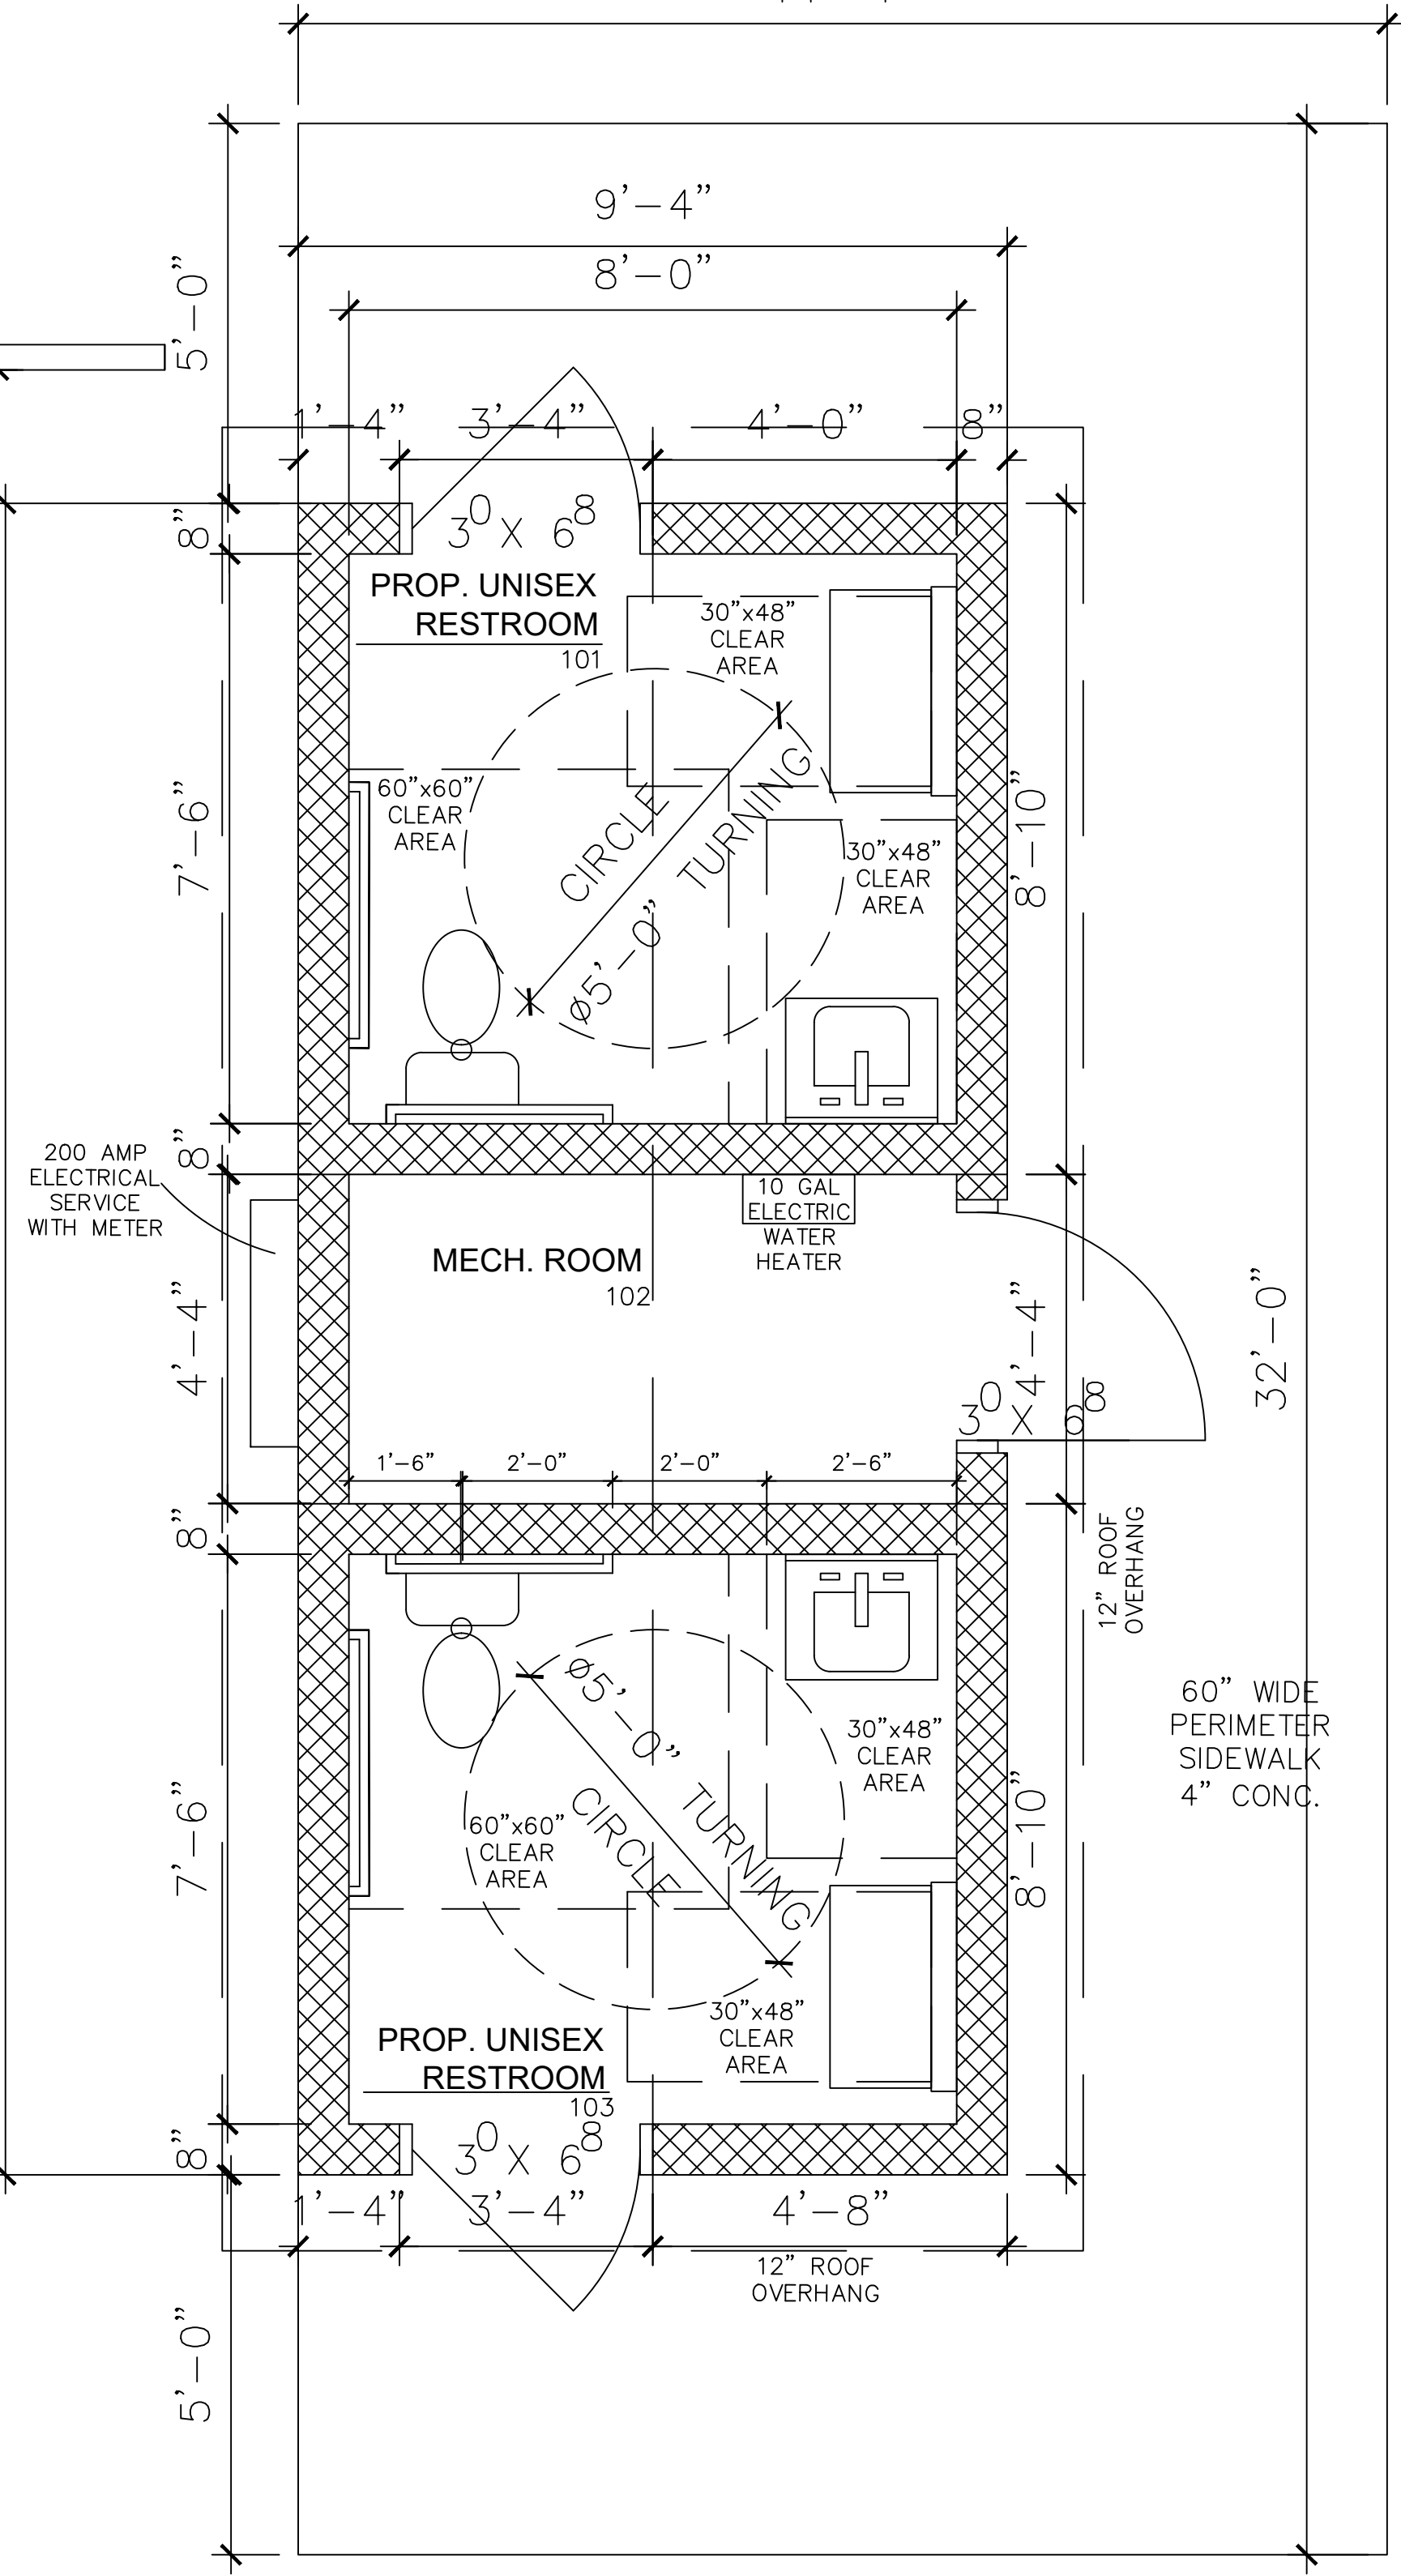 9'-4"
8'-0"
5'-0"
1'-4"
3'-4"
4'-0"
8"
8"
3⁰ X 6⁸
PROP. UNISEX
RESTROOM
101
30"x48"
CLEAR
AREA
60"x60"
CLEAR
AREA
CIRCLE
ø5'-0" TURNING
30"x48"
CLEAR
AREA
7'-6"
8'-10"
8"
200 AMP
ELECTRICAL
SERVICE
WITH METER
10 GAL
ELECTRIC
WATER
HEATER
MECH. ROOM
102
4'-4"
4'-4"
32'-0"
3⁰ X 6⁸
1'-6"
2'-0"
2'-0"
2'-6"
8"
12" ROOF
OVERHANG
ø5'-0" TURNING
CIRCLE
60" WIDE
PERIMETER
SIDEWALK
4" CONC.
30"x48"
CLEAR
AREA
60"x60"
CLEAR
AREA
7'-6"
8'-10"
30"x48"
CLEAR
AREA
PROP. UNISEX
RESTROOM
103
3⁰ X 6⁸
8"
1'-4"
3'-4"
4'-8"
12" ROOF
OVERHANG
5'-0"